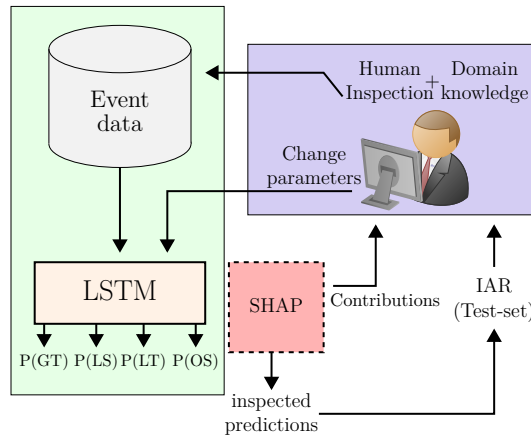 Event
data
Human
Inspection
+
Domain
knowledge
Change
parameters
LSTM
P(GT) P(LS) P(LT) P(OS)
SHAP
Contributions
IAR
(Test-set)
inspected
predictions